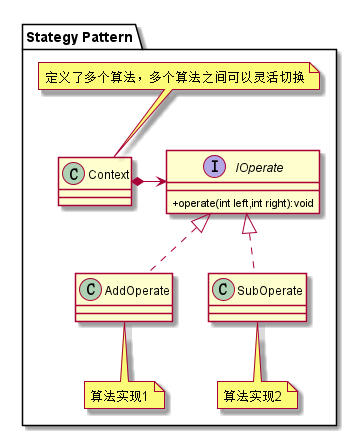 Stategy Pattern
定义了多个算法，多个算法之间可以灵活切换
C Context
I IOperate
+operate(int left,int right):void
C AddOperate
C SubOperate
算法实现1
算法实现2